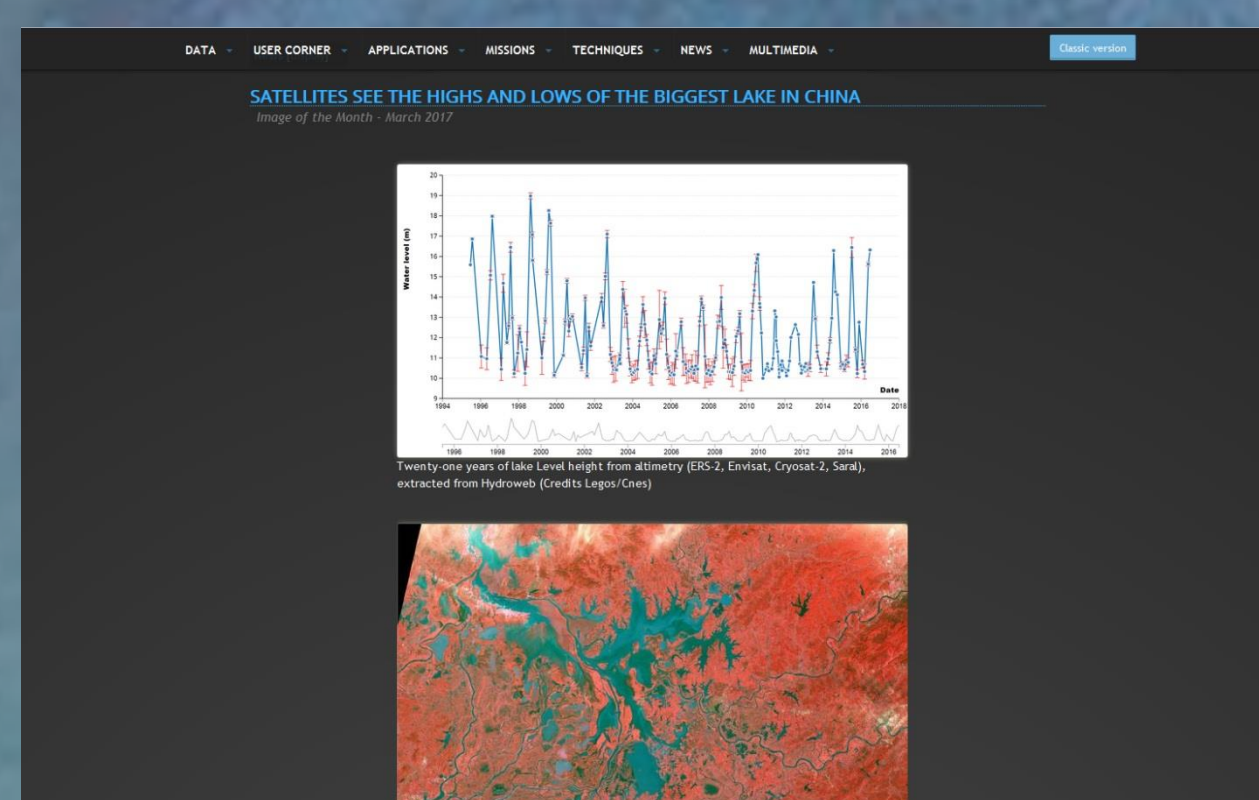 DATA USER CORNER APPLICATIONS MISSIONS TECHNIQUES NEWS MULTIMEDIA Classic version
SATELLITES SEE THE HIGHS AND LOWS OF THE BIGGEST LAKE IN CHINA
Image of the Month - March 2017
20
19
18
17
16
15
14
13
12
11
10
9
Water level (m)
Date
1994 1996 1998 2000 2002 2004 2006 2008 2010 2012 2014 2016 2018
1996 1998 2000 2002 2004 2006 2008 2010 2012 2014 2016
Twenty-one years of lake Level height from altimetry (ERS-2, Envisat, Cryosat-2, Saral),
extracted from Hydroweb (Credits Legos/Cnes)